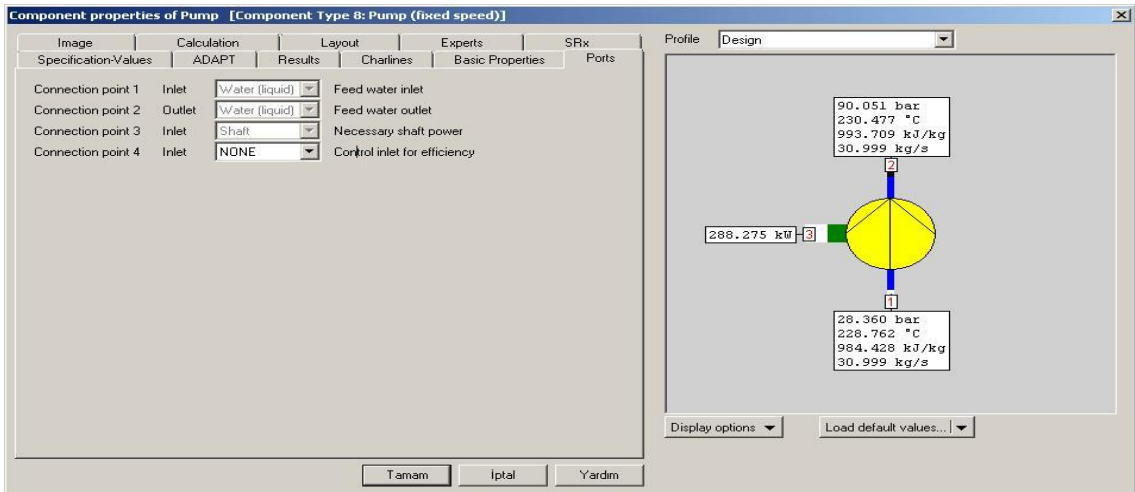 Component properties of Pump [Component Type 8: Pump (fixed speed)]
Image Calculation Layout Experts SRx
Specification-Values ADAPT Results Charlines Basic Properties Ports
Connection point 1 Inlet Water (liquid) Feed water inlet
Connection point 2 Outlet Water (liquid) Feed water outlet
Connection point 3 Inlet Shaft Necessary shaft power
Connection point 4 Inlet NONE Control inlet for efficiency
Tamam İptal Yardım
Profile Design
90.051 bar
230.477 °C
993.709 kJ/kg
30.999 kg/s
2
288.275 kW 3
1
28.360 bar
228.762 °C
984.428 kJ/kg
30.999 kg/s
Display options Load default values...